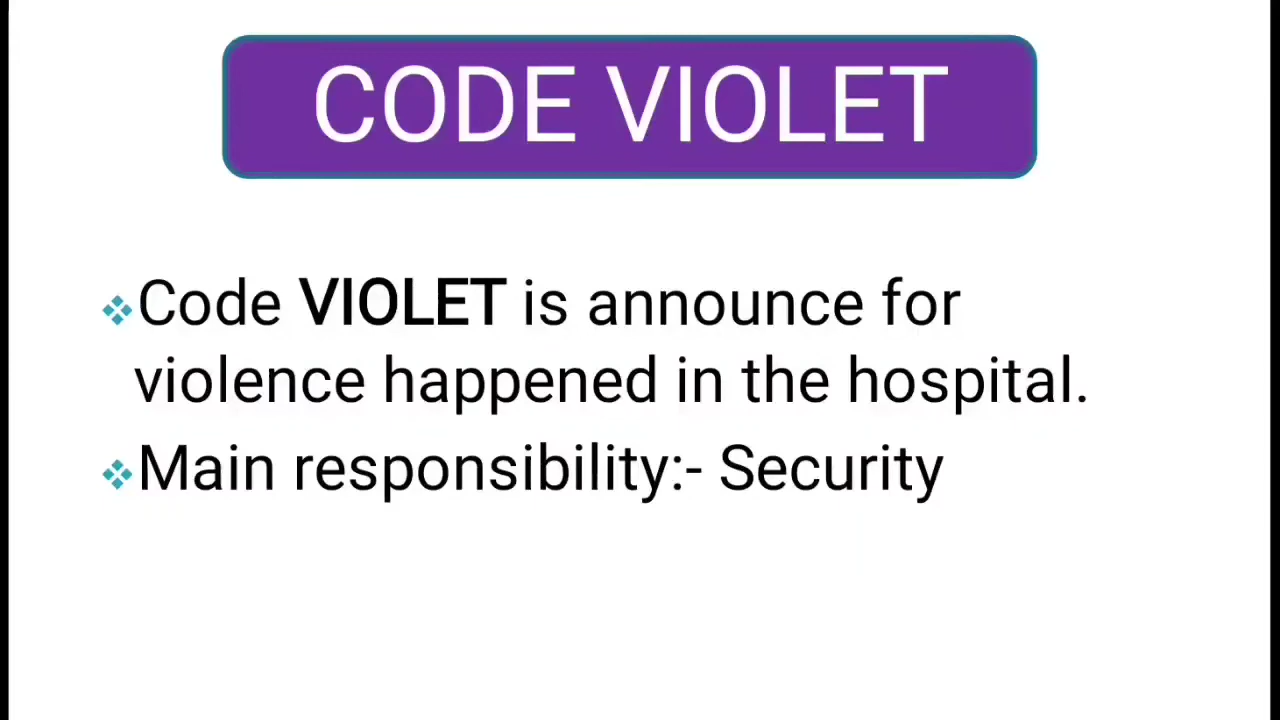 CODE VIOLET
❖Code VIOLET is announce for
violence happened in the hospital.
❖Main responsibility:- Security